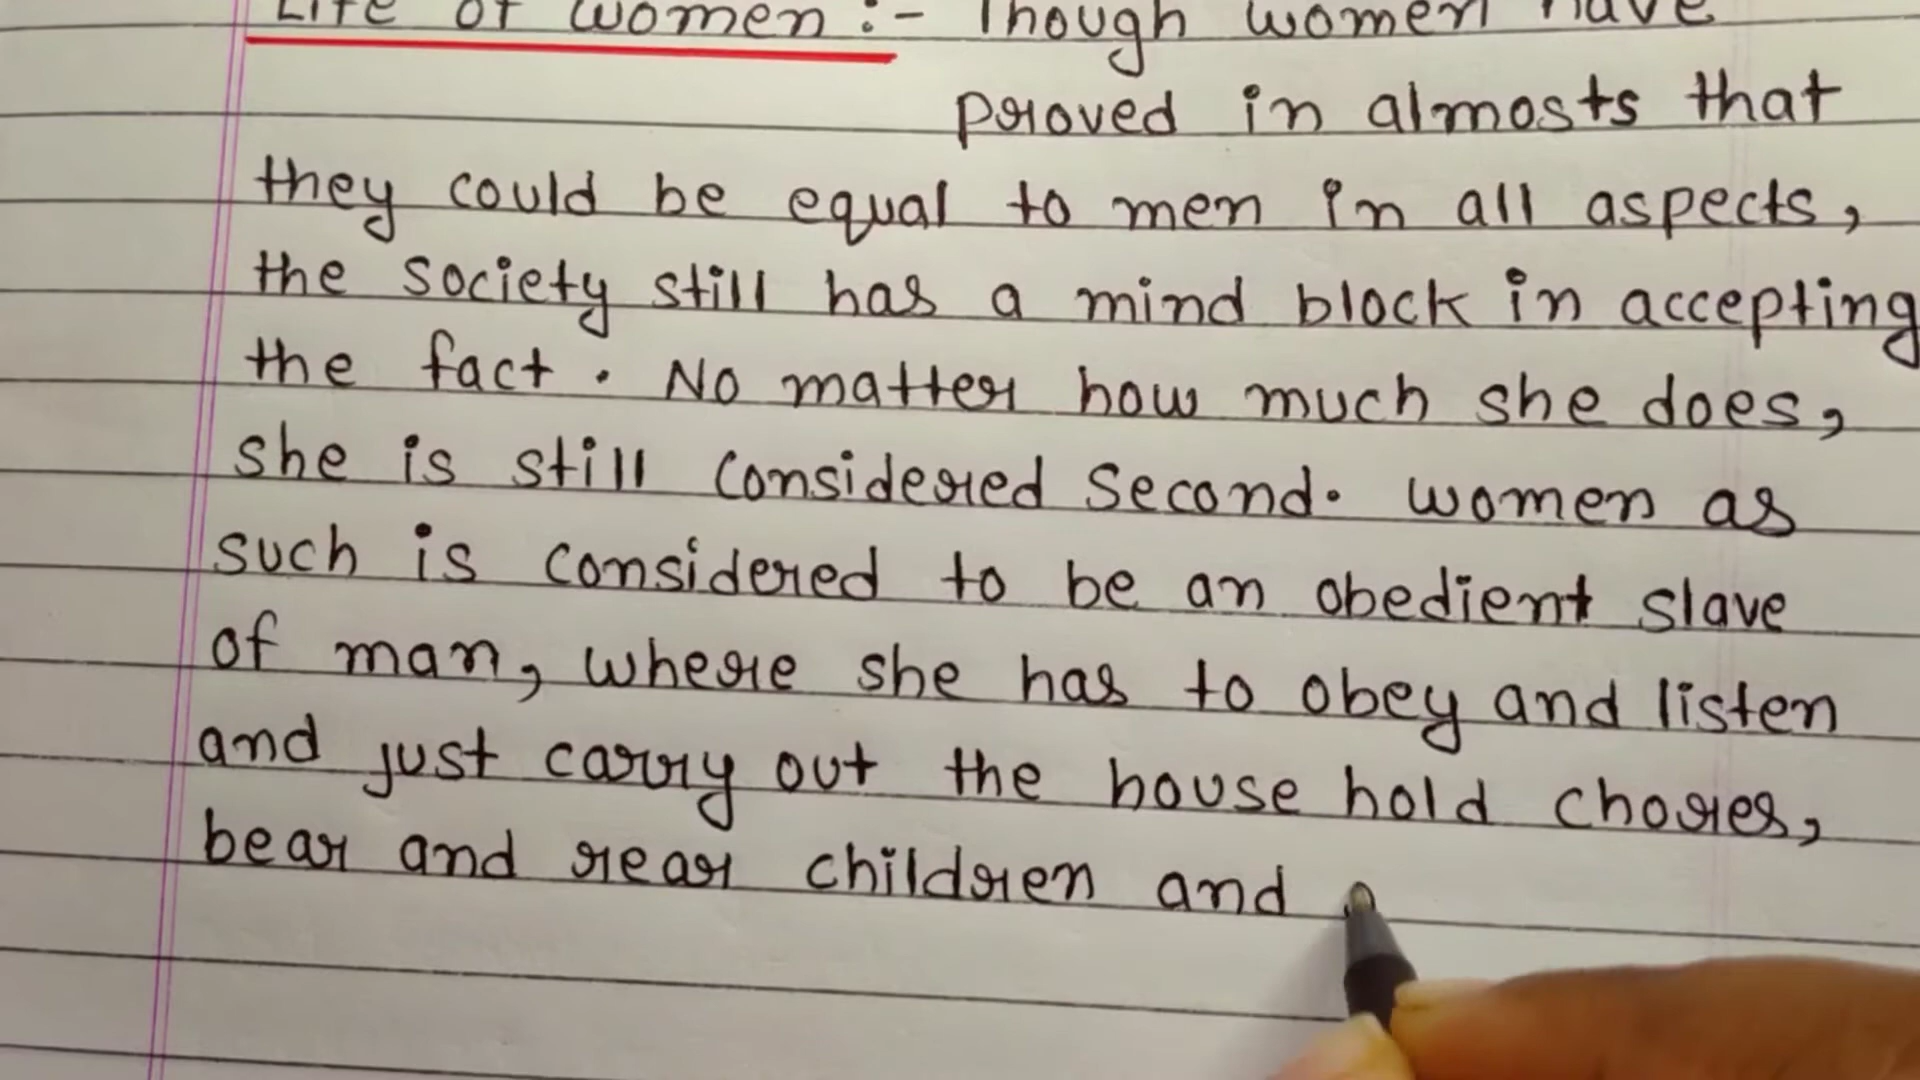 Life of women :- Though women have
proved in almosts that
they could be equal to men in all aspects,
the society still has a mind block in accepting
the fact. No matter how much she does,
she is still considered second. women as
such is considered to be an obedient slave
of man, where she has to obey and listen
and just carry out the house hold chores,
bear and rear children and